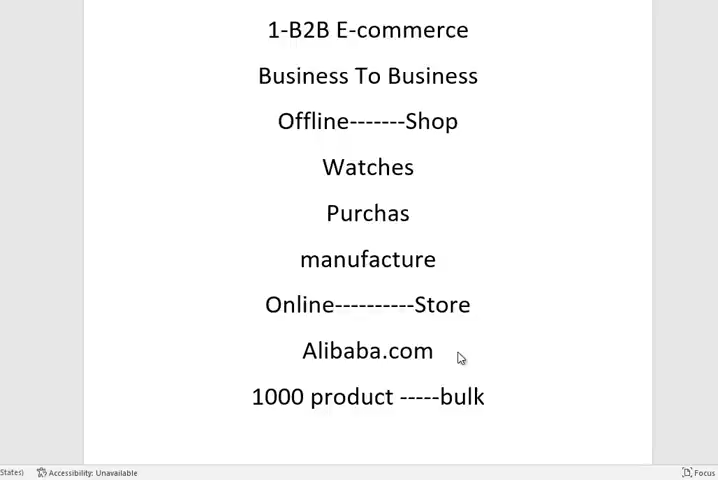 1-B2B E-commerce
Business To Business
Offline-------Shop
Watches
Purchas
manufacture
Online----------Store
Alibaba.com
1000 product -----bulk
States)
Accessibility: Unavailable
Focus